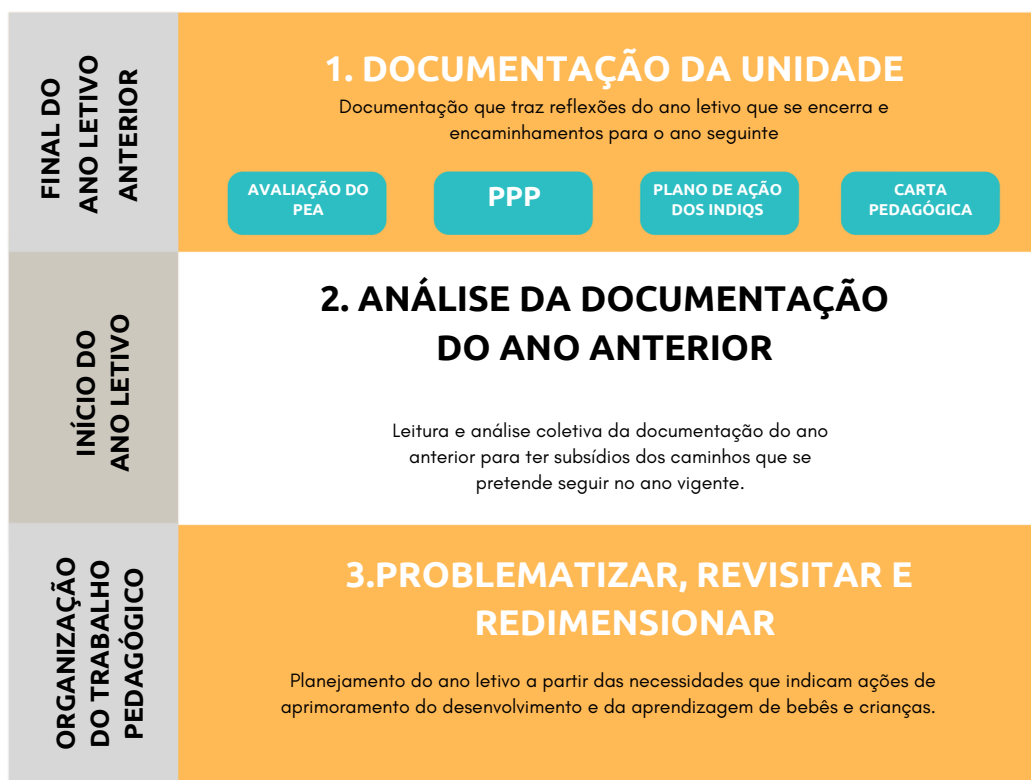 FINAL DO
ANO LETIVO
ANTERIOR
1. DOCUMENTAÇÃO DA UNIDADE
Documentação que traz reflexões do ano letivo que se encerra e
encaminhamentos para o ano seguinte
AVALIAÇÃO DO
PEA
PPP
PLANO DE AÇÃO
DOS INDIQS
CARTA
PEDAGÓGICA
INÍCIO DO
ANO LETIVO
2. ANÁLISE DA DOCUMENTAÇÃO
DO ANO ANTERIOR
Leitura e análise coletiva da documentação do ano
anterior para ter subsídios dos caminhos que se
pretende seguir no ano vigente.
ORGANIZAÇÃO
DO TRABALHO
PEDAGÓGICO
3.PROBLEMATIZAR, REVISITAR E
REDIMENSIONAR
Planejamento do ano letivo a partir das necessidades que indicam ações de
aprimoramento do desenvolvimento e da aprendizagem de bebês e crianças.